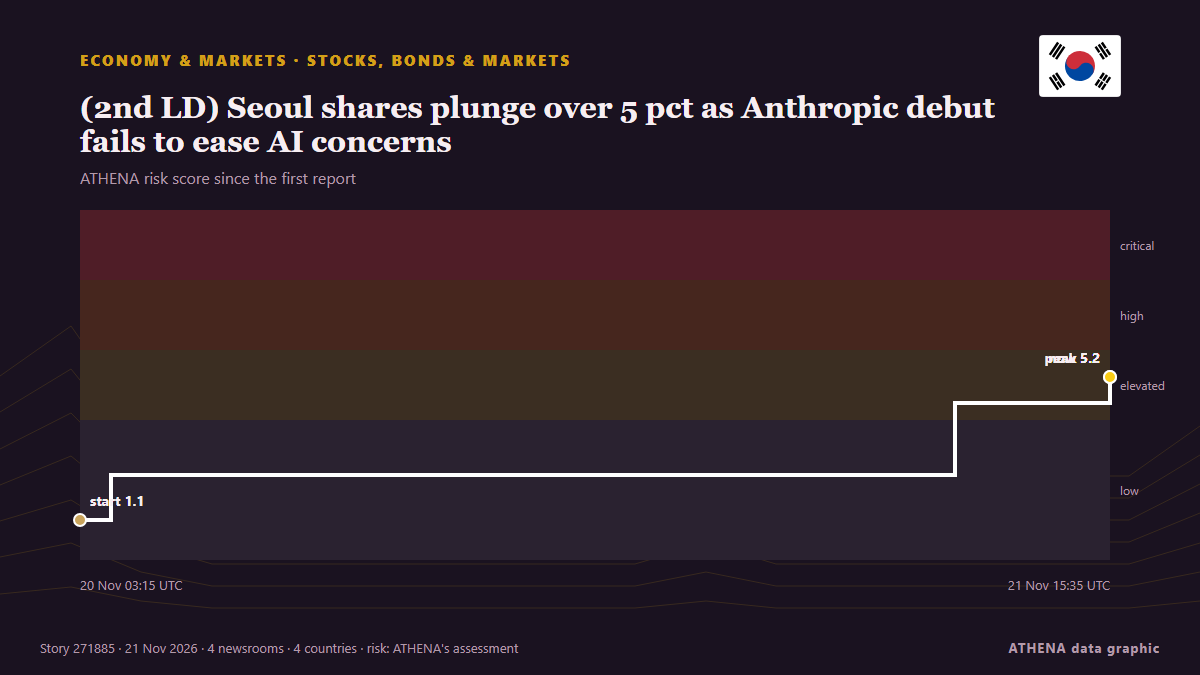 ECONOMY & MARKETS · STOCKS, BONDS & MARKETS
(2nd LD) Seoul shares plunge over 5 pct as Anthropic debut
fails to ease AI concerns
ATHENA risk score since the first report
critical
high
peak 5.2
elevated
low
start 1.1
20 Nov 03:15 UTC
21 Nov 15:35 UTC
Story 271885 · 21 Nov 2026 · 4 newsrooms · 4 countries · risk: ATHENA's assessment
ATHENA data graphic